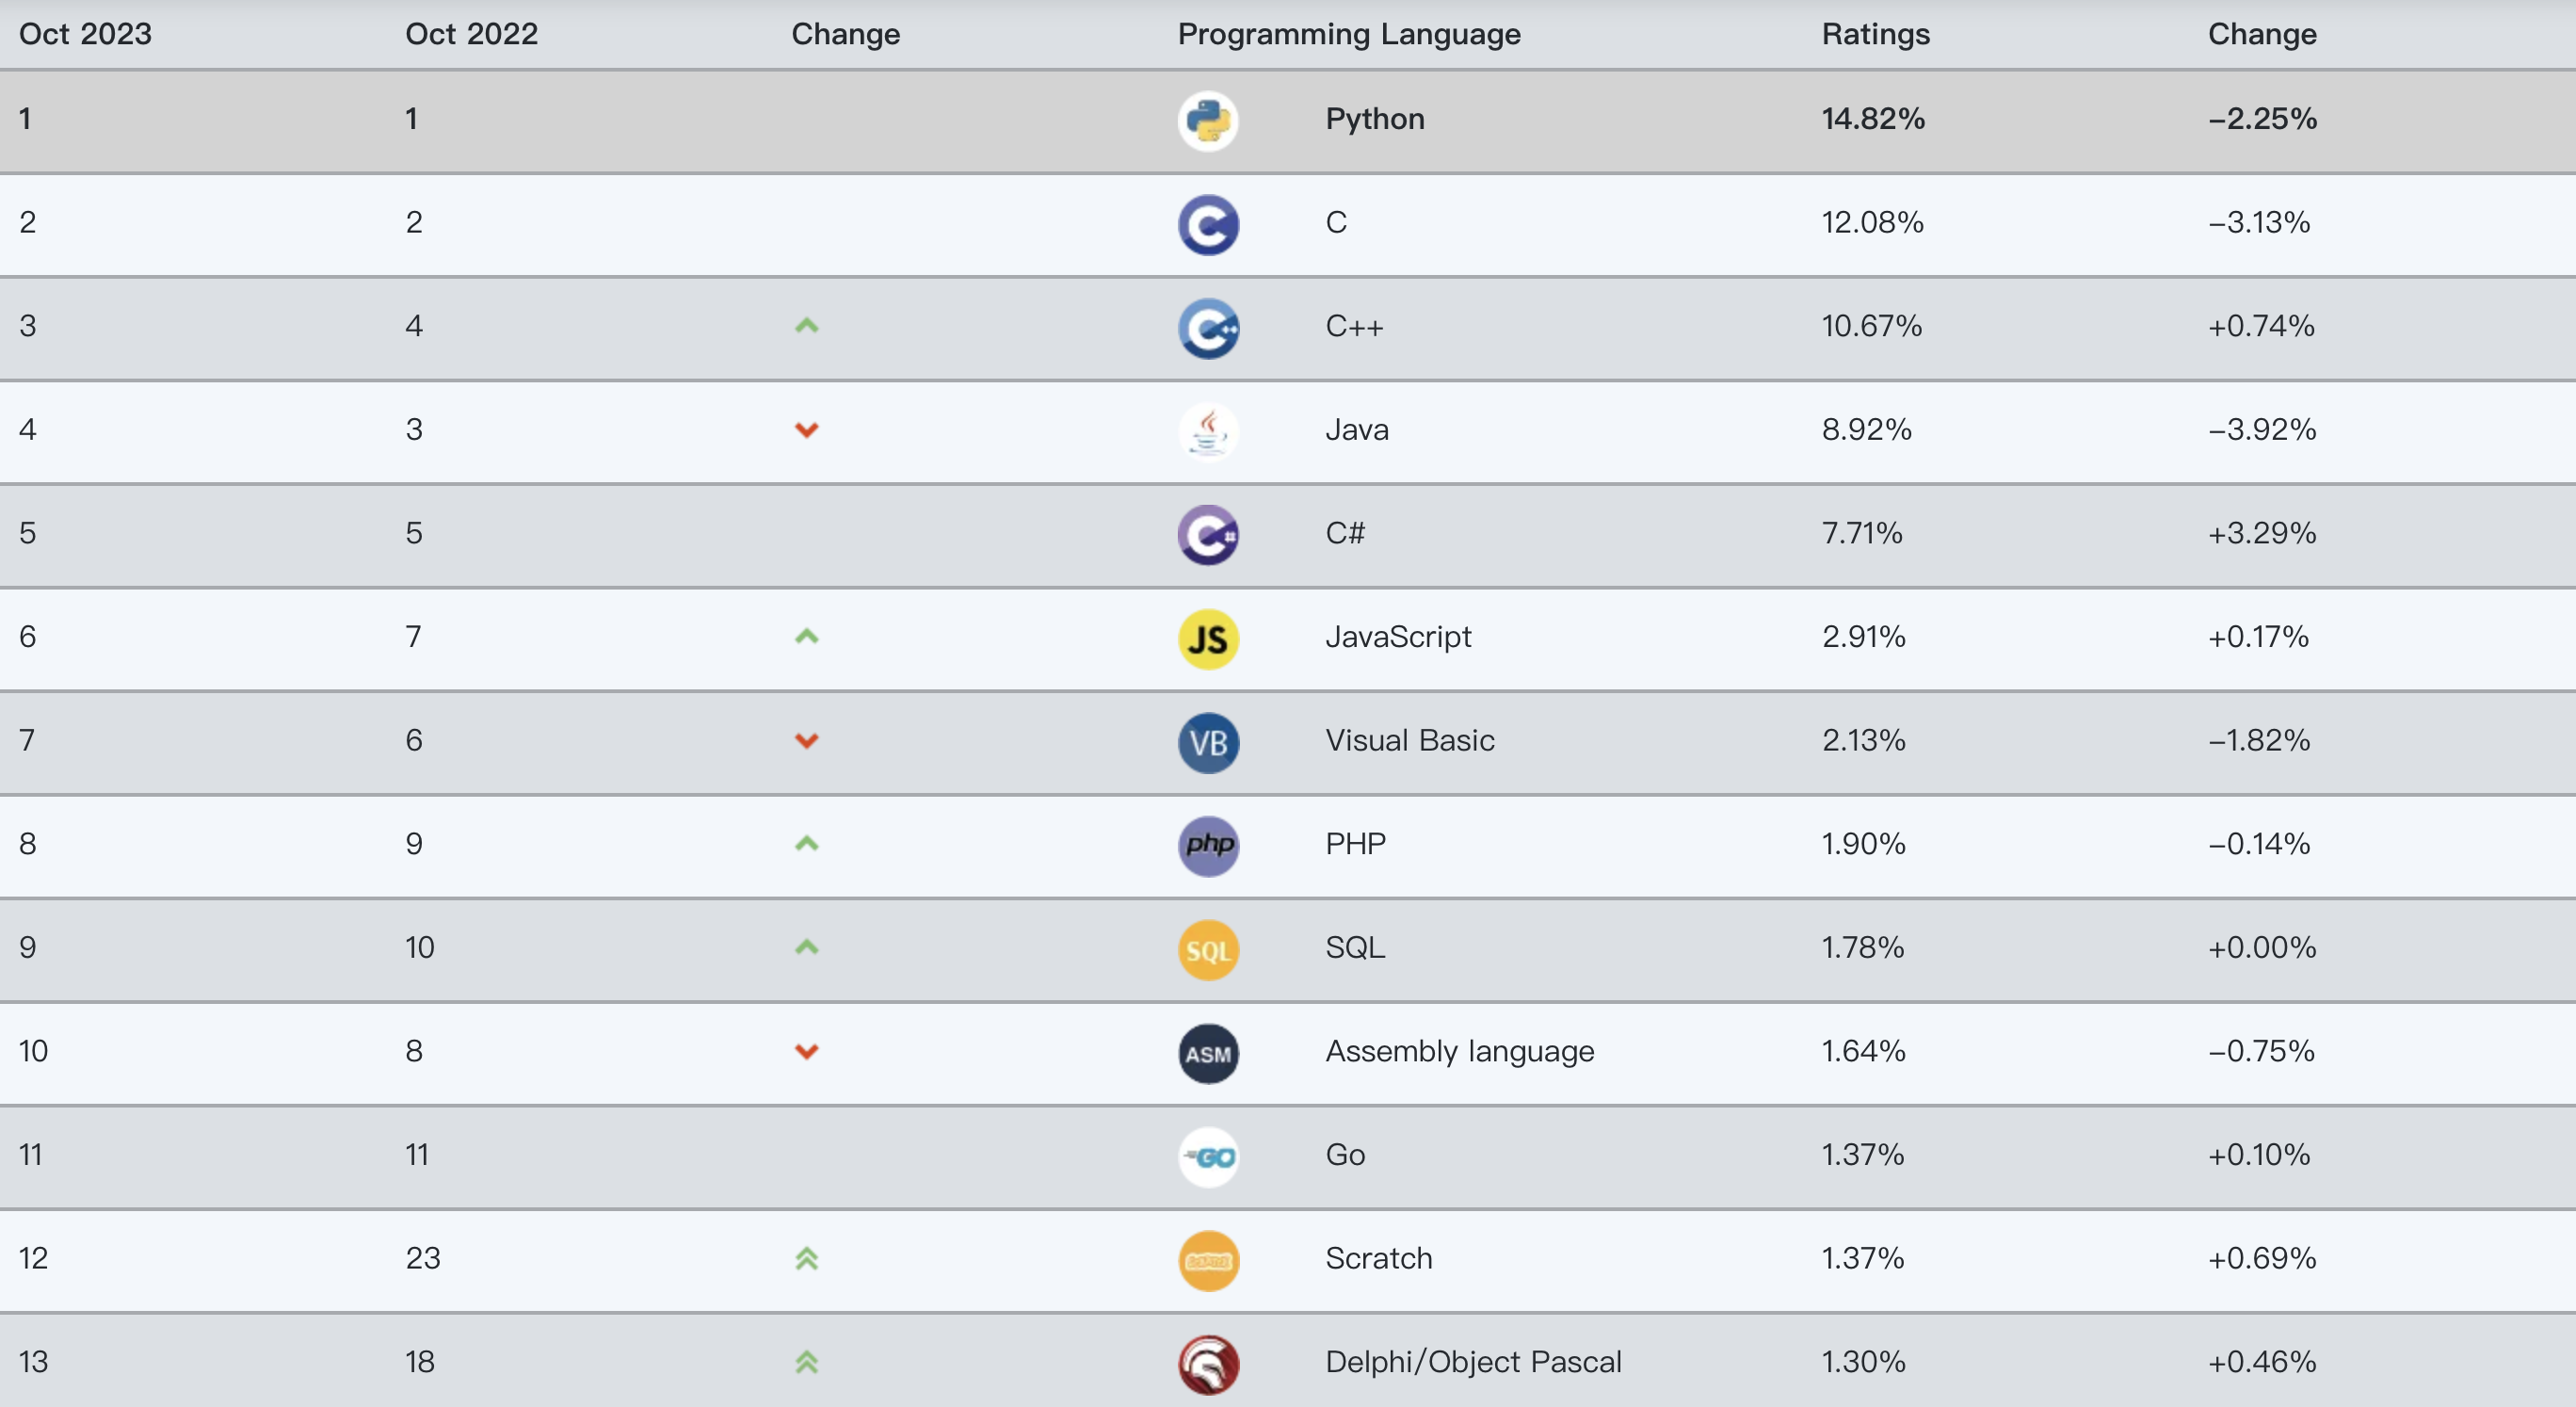 Oct 2023 Oct 2022 Change Programming Language Ratings Change
1 1 Python 14.82% −2.25%
2 2 C C 12.08% −3.13%
3 4 C++ C++ 10.67% +0.74%
4 3 Java 8.92% −3.92%
5 5 C# C# 7.71% +3.29%
6 7 JS JavaScript 2.91% +0.17%
7 6 VB Visual Basic 2.13% −1.82%
8 9 php PHP 1.90% −0.14%
9 10 SQL SQL 1.78% +0.00%
10 8 ASM Assembly language 1.64% −0.75%
11 11 GO Go 1.37% +0.10%
12 23 Scratch 1.37% +0.69%
13 18 Delphi/Object Pascal 1.30% +0.46%